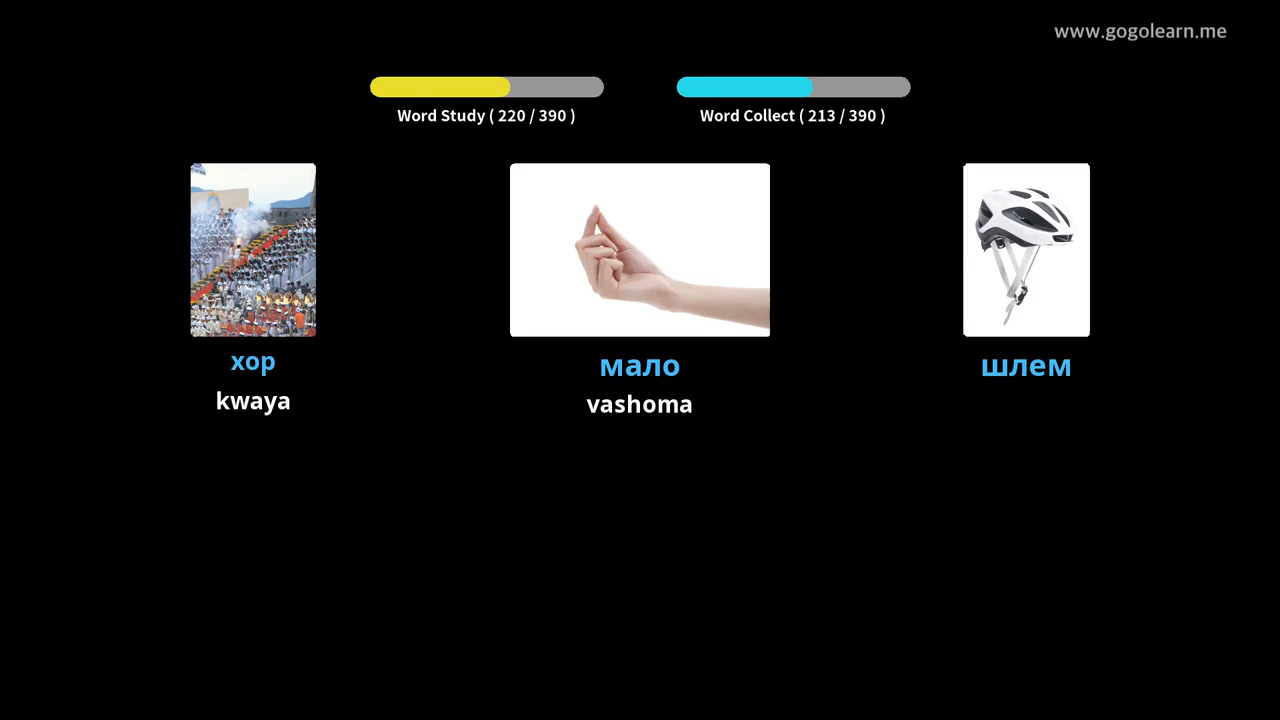 www.gogolearn.me
Word Study ( 220 / 390 )
Word Collect ( 213 / 390 )
хор
kwaya
мало
vashoma
шлем